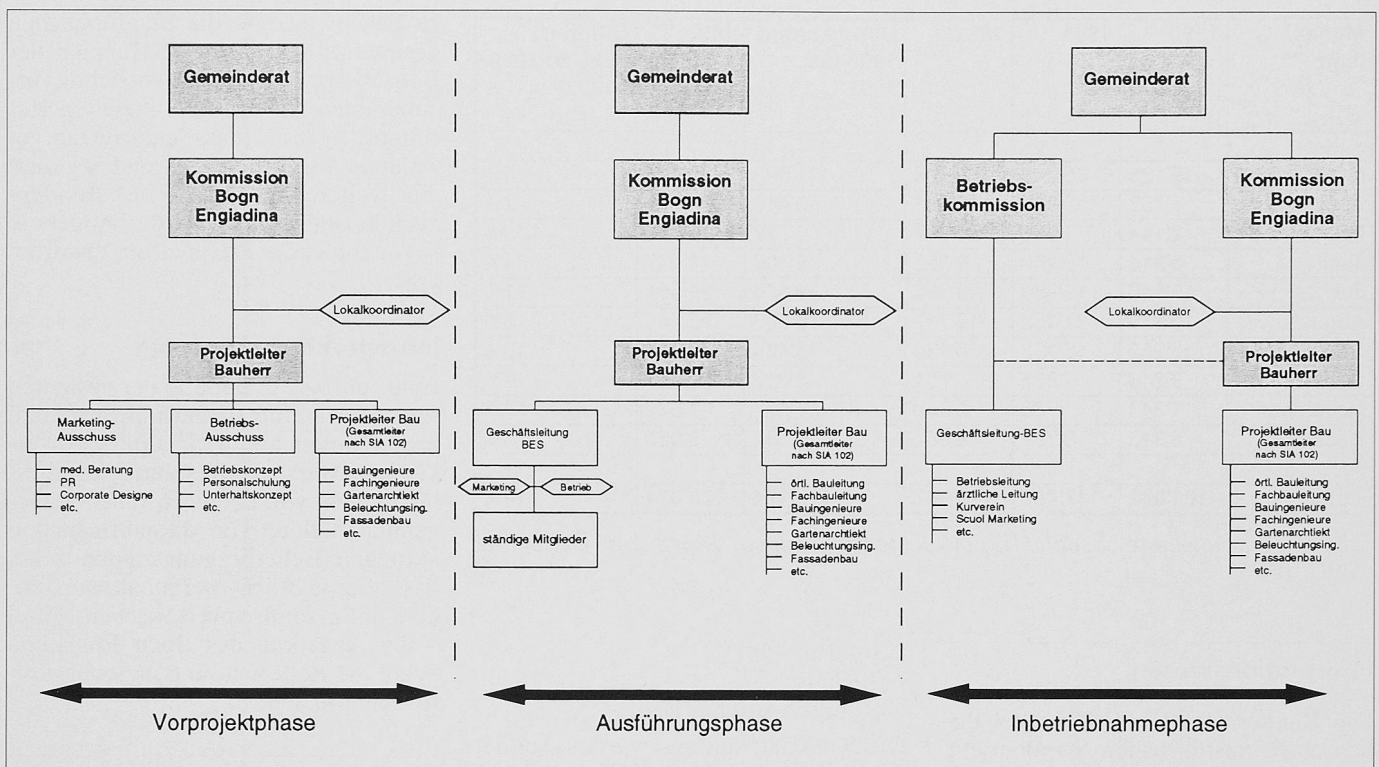 Gemeinderat
Kommission
Bogn
Engiadina
Lokalkoordinator
Projektleiter
Bauherr
Marketing-
Ausschuss
med. Beratung
PR
Corporate Designe
etc.
Betriebs-
Ausschuss
Betriebskonzept
Personalschulung
Unterhaltskonzept
etc.
Projektleiter Bau
(Gesamtleiter
nach SIA 102)
Bauingenieure
Fachingenieure
Gartenarchtiekt
Beleuchtungsing.
Fassadenbau
etc.
Vorprojektphase
Gemeinderat
Kommission
Bogn
Engiadina
Lokalkoordinator
Projektleiter
Bauherr
Geschäftsleitung
BES
Marketing
Betrieb
ständige Mitglieder
Projektleiter Bau
(Gesamtleiter
nach SIA 102)
örtl. Bauleitung
Fachbauleitung
Bauingenieure
Fachingenieure
Gartenarchtiekt
Beleuchtungsing.
Fassadenbau
etc.
Ausführungsphase
Gemeinderat
Betriebs-
kommission
Kommission
Bogn
Engiadina
Lokalkoordinator
Projektleiter
Bauherr
Geschäftsleitung-BES
Betriebsleitung
ärztliche Leitung
Kurverein
Scuol Marketing
etc.
Projektleiter Bau
(Gesamtleiter
nach SIA 102)
örtl. Bauleitung
Fachbauleitung
Bauingenieure
Fachingenieure
Gartenarchtiekt
Beleuchtungsing.
Fassadenbau
etc.
Inbetriebnahmephase